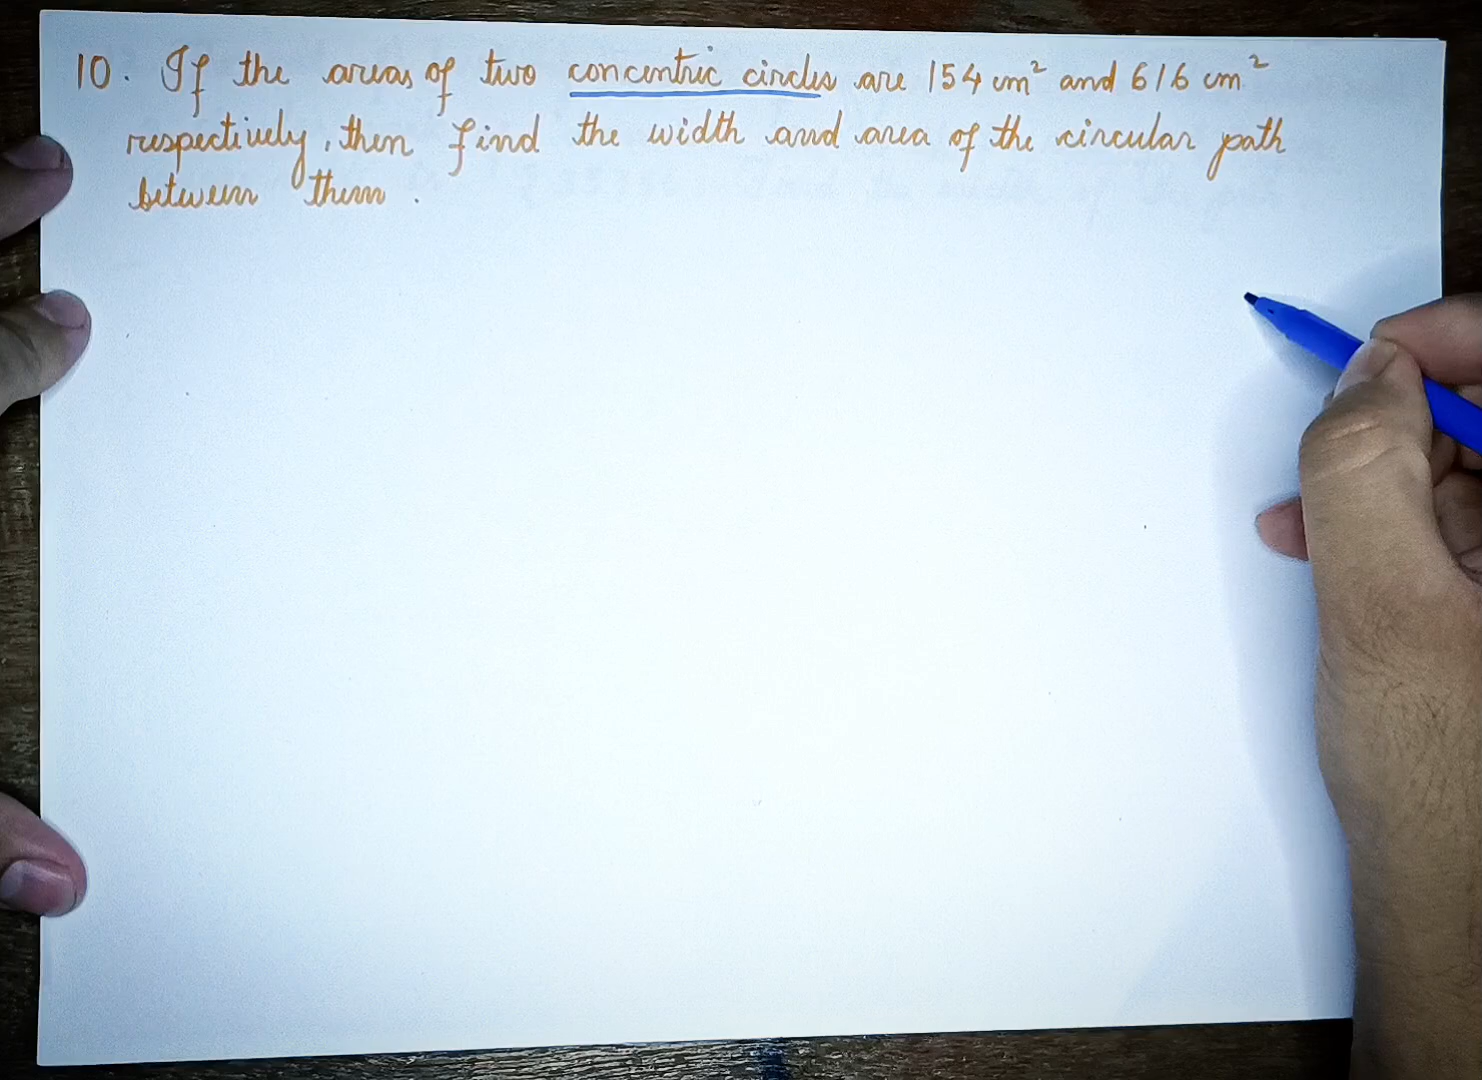 10. If the areas of two concentric circles are 154 cm² and 616 cm²
respectively, then find the width and area of the circular path
between them.